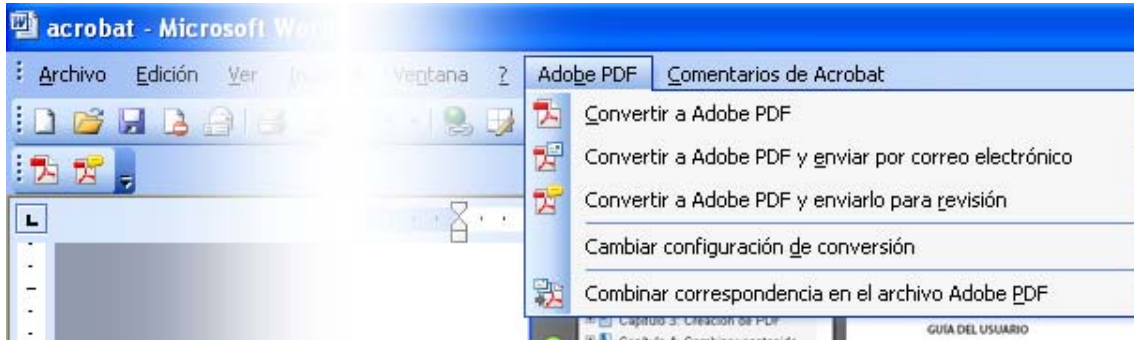 acrobat - Microsoft Wor
Archivo Edición Ver Ventana ? Adobe PDF Comentarios de Acrobat
Convertir a Adobe PDF
Convertir a Adobe PDF y enviar por correo electrónico
Convertir a Adobe PDF y enviarlo para revisión
Cambiar configuración de conversión
Combinar correspondencia en el archivo Adobe PDF
Capítulo 3: Creación de PDF
GUÍA DEL USUARIO